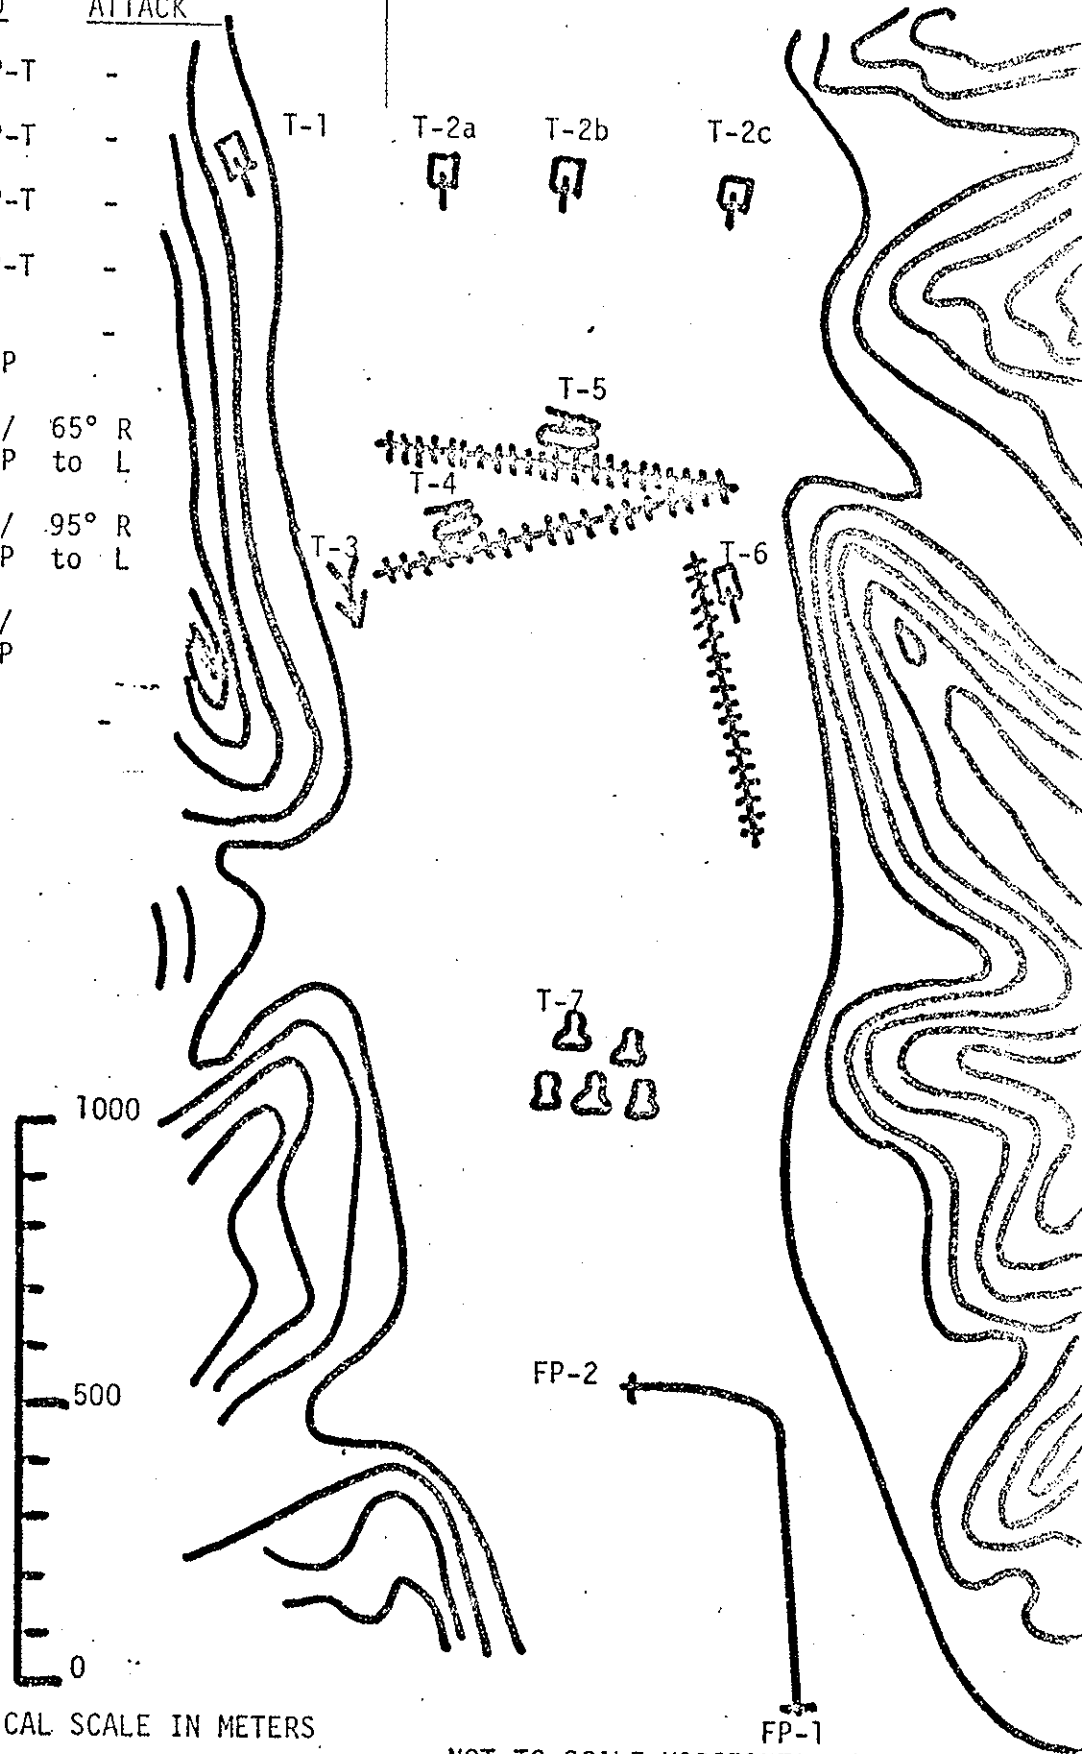 ATTACK
P-T -
P-T -
P-T -
P-T -
-
P
/ 65° R
P to L
/ 95° R
P to L
/
P
-
T-1
T-2a
T-2b
T-2c
T-5
T-4
T-3
T-6
T-7
1000
FP-2
500
0
CAL SCALE IN METERS
FP-1
NOT TO SCALE